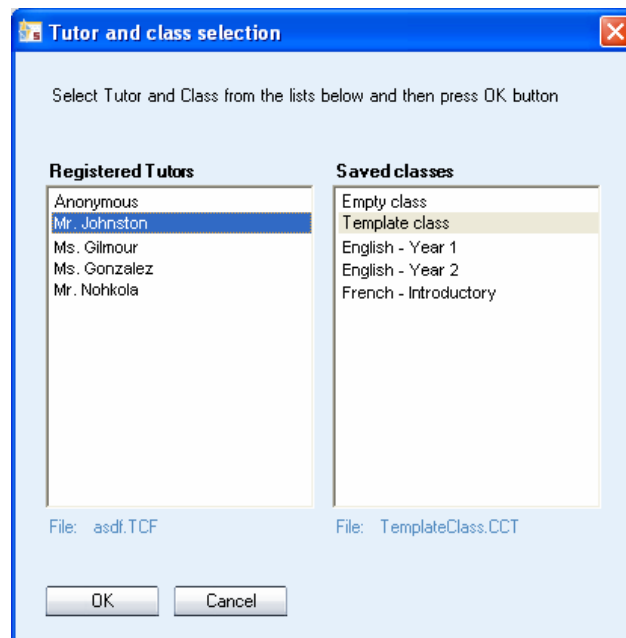 Tutor and class selection
Select Tutor and Class from the lists below and then press OK button
Registered Tutors
Anonymous
Mr. Johnston
Ms. Gilmour
Ms. Gonzalez
Mr. Nohkola
File: asdf.TCF
Saved classes
Empty class
Template class
English - Year 1
English - Year 2
French - Introductory
File: TemplateClass.CCT
OK
Cancel